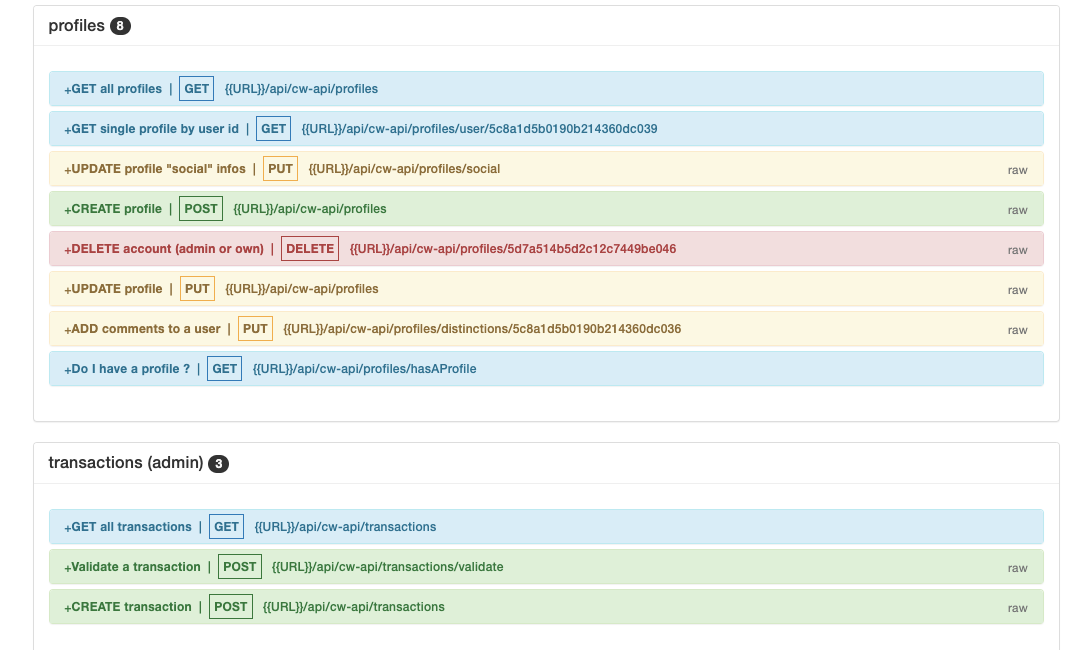 profiles 8
+GET all profiles | GET {{URL}}/api/cw-api/profiles
+GET single profile by user id | GET {{URL}}/api/cw-api/profiles/user/5c8a1d5b0190b214360dc039
+UPDATE profile "social" infos | PUT {{URL}}/api/cw-api/profiles/social raw
+CREATE profile | POST {{URL}}/api/cw-api/profiles raw
+DELETE account (admin or own) | DELETE {{URL}}/api/cw-api/profiles/5d7a514b5d2c12c7449be046 raw
+UPDATE profile | PUT {{URL}}/api/cw-api/profiles raw
+ADD comments to a user | PUT {{URL}}/api/cw-api/profiles/distinctions/5c8a1d5b0190b214360dc036 raw
+Do I have a profile ? | GET {{URL}}/api/cw-api/profiles/hasAProfile
transactions (admin) 3
+GET all transactions | GET {{URL}}/api/cw-api/transactions
+Validate a transaction | POST {{URL}}/api/cw-api/transactions/validate raw
+CREATE transaction | POST {{URL}}/api/cw-api/transactions raw